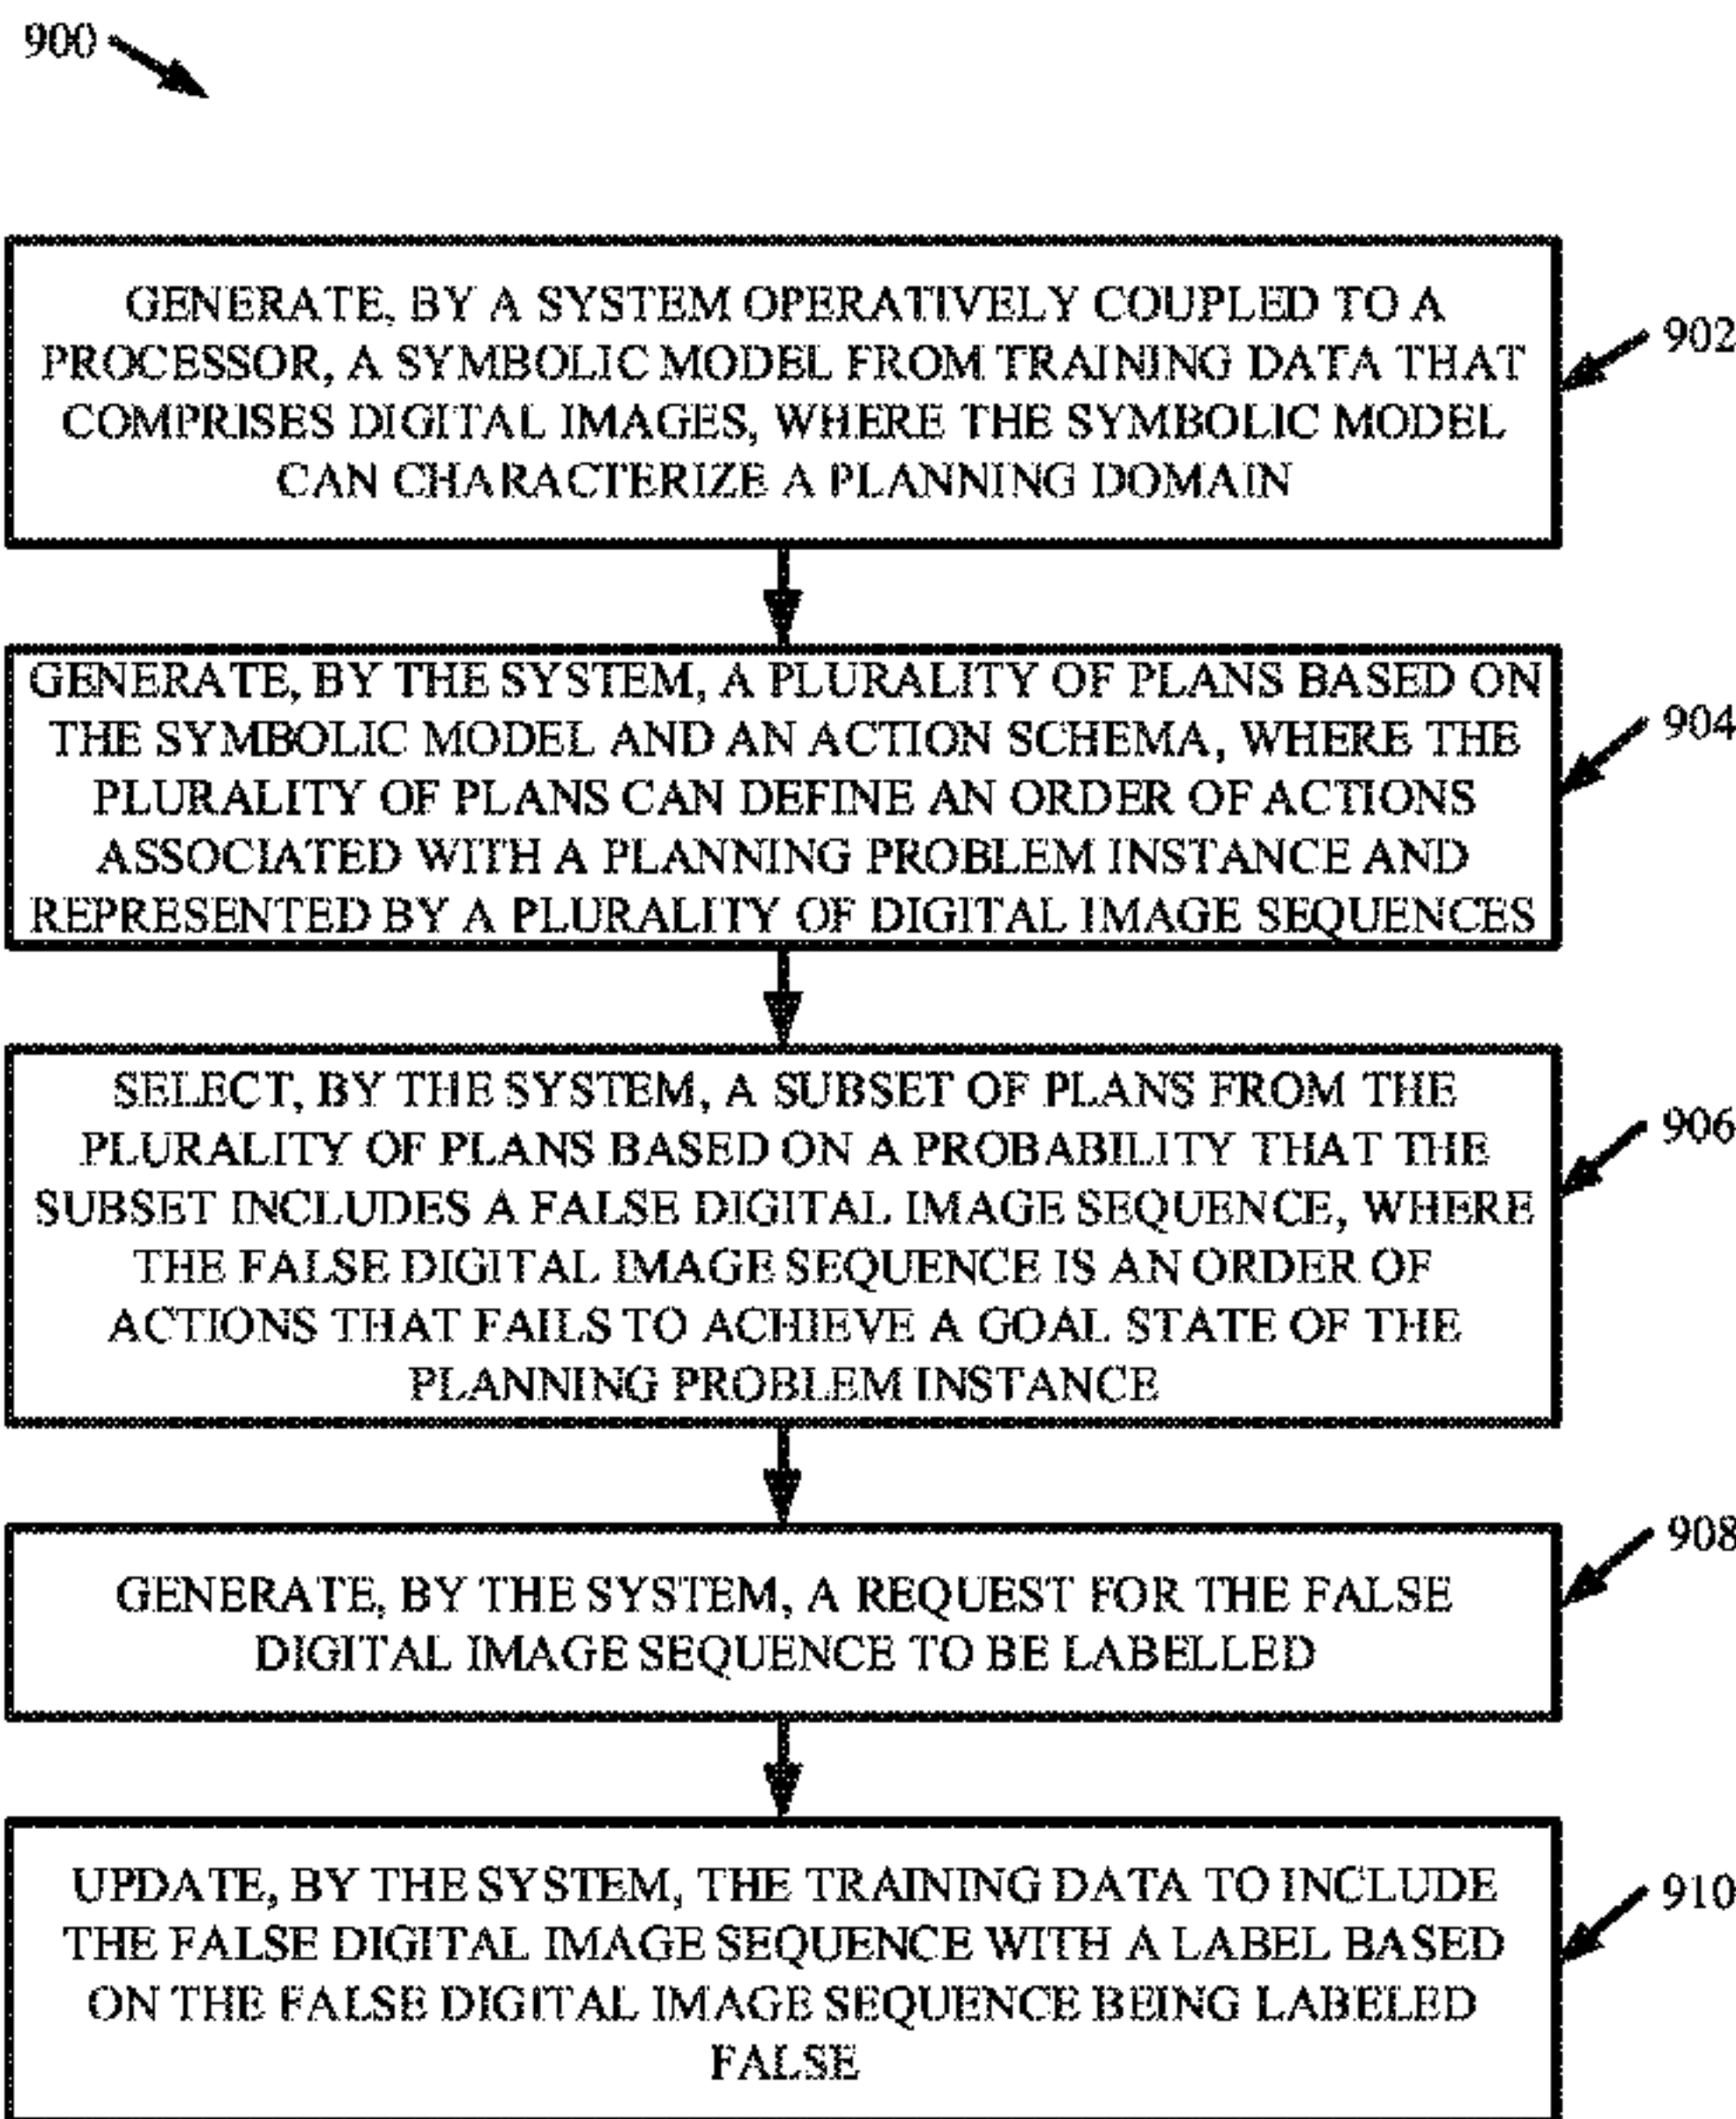 900
GENERATE, BY A SYSTEM OPERATIVELY COUPLED TO A
PROCESSOR, A SYMBOLIC MODEL FROM TRAINING DATA THAT
COMPRISES DIGITAL IMAGES, WHERE THE SYMBOLIC MODEL
CAN CHARACTERIZE A PLANNING DOMAIN
902
GENERATE, BY THE SYSTEM, A PLURALITY OF PLANS BASED ON
THE SYMBOLIC MODEL AND AN ACTION SCHEMA, WHERE THE
PLURALITY OF PLANS CAN DEFINE AN ORDER OF ACTIONS
ASSOCIATED WITH A PLANNING PROBLEM INSTANCE AND
REPRESENTED BY A PLURALITY OF DIGITAL IMAGE SEQUENCES
904
SELECT, BY THE SYSTEM, A SUBSET OF PLANS FROM THE
PLURALITY OF PLANS BASED ON A PROBABILITY THAT THE
SUBSET INCLUDES A FALSE DIGITAL IMAGE SEQUENCE, WHERE
THE FALSE DIGITAL IMAGE SEQUENCE IS AN ORDER OF
ACTIONS THAT FAILS TO ACHIEVE A GOAL STATE OF THE
PLANNING PROBLEM INSTANCE
906
GENERATE, BY THE SYSTEM, A REQUEST FOR THE FALSE
DIGITAL IMAGE SEQUENCE TO BE LABELLED
908
UPDATE, BY THE SYSTEM, THE TRAINING DATA TO INCLUDE
THE FALSE DIGITAL IMAGE SEQUENCE WITH A LABEL BASED
ON THE FALSE DIGITAL IMAGE SEQUENCE BEING LABELED
FALSE
910